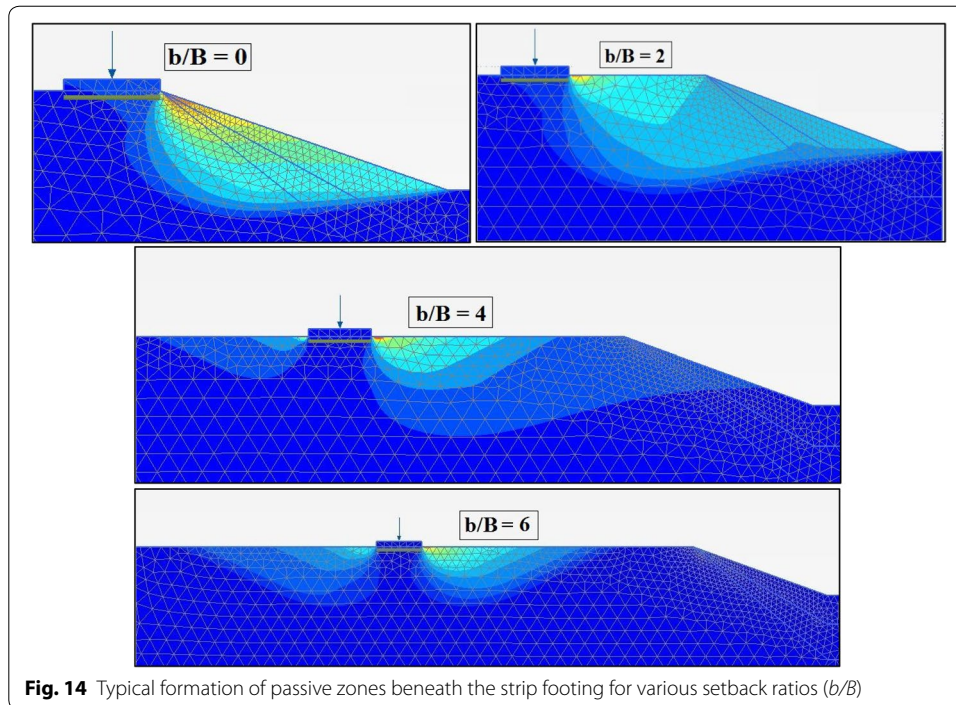 b/B = 0
b/B = 2
b/B = 4
b/B = 6
Fig. 14 Typical formation of passive zones beneath the strip footing for various setback ratios (b/B)